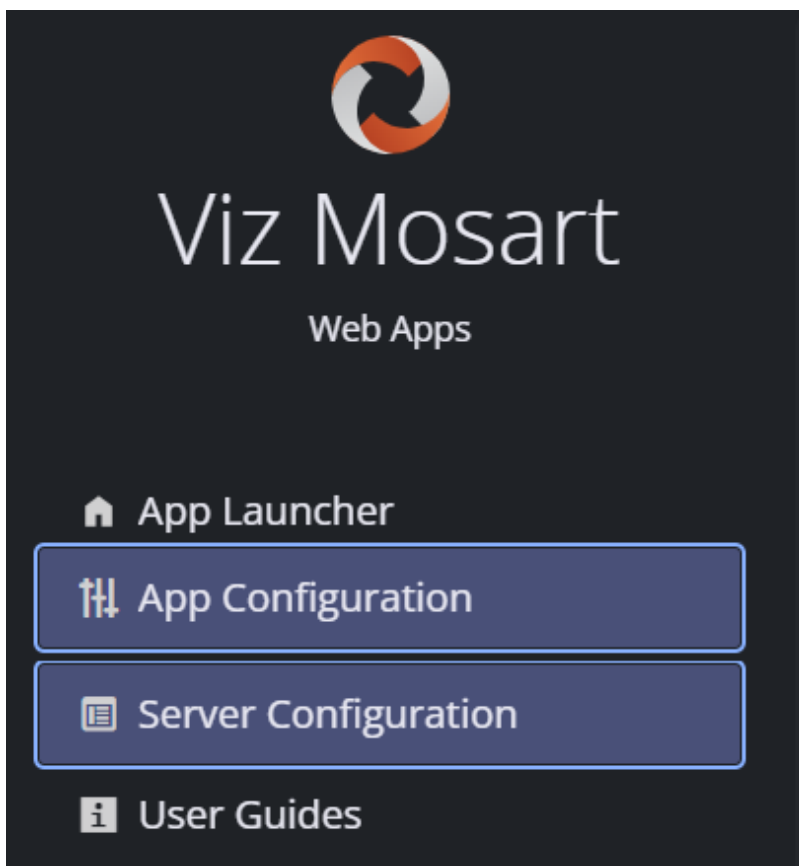 Viz Mosart
Web Apps
App Launcher
App Configuration
Server Configuration
User Guides